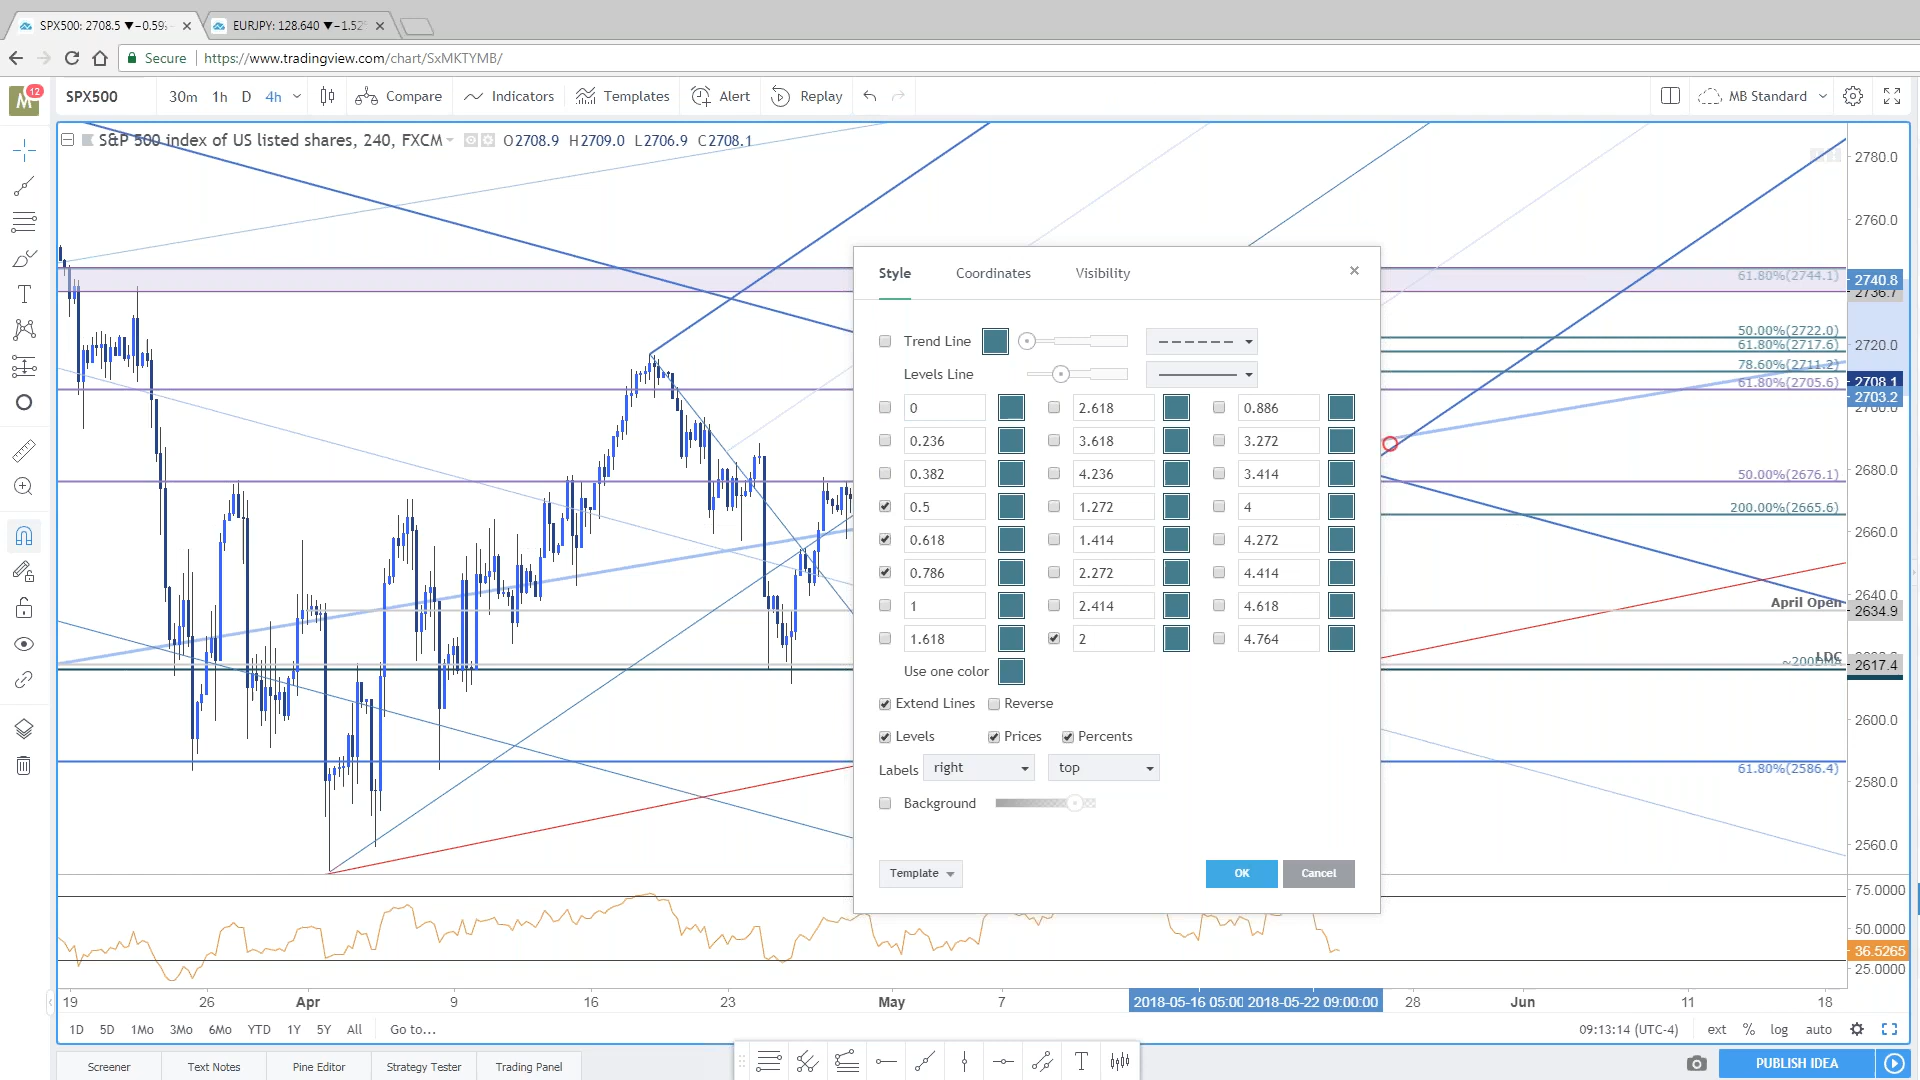 SPX500: 2708.5 ▼−0.59%
EURJPY: 128.640 ▼−1.52%
Secure https://www.tradingview.com/chart/SxMKTYMB/
M 12
SPX500 30m 1h D 4h Compare Indicators Templates Alert Replay MB Standard
S&P 500 index of US listed shares, 240, FXCM O2708.9 H2709.0 L2706.9 C2708.1
2780.0
2760.0
61.80%(2744.1) 2740.8
2736.7
50.00%(2722.0)
61.80%(2717.6) 2720.0
78.60%(2711.2)
61.80%(2705.6) 2708.1
2703.2
2700.0
50.00%(2676.1) 2680.0
200.00%(2665.6)
2660.0
2640.0
April Open 2634.9
LDC
~200DMA 2617.4
2600.0
61.80%(2586.4) 2580.0
2560.0
75.0000
50.0000
36.5265
25.0000
Style Coordinates Visibility
Trend Line
Levels Line
0 2.618 0.886
0.236 3.618 3.272
0.382 4.236 3.414
0.5 1.272 4
0.618 1.414 4.272
0.786 2.272 4.414
1 2.414 4.618
1.618 2 4.764
Use one color
Extend Lines Reverse
Levels Prices Percents
Labels right top
Background
Template OK Cancel
19 26 Apr 9 16 23 May 7 2018-05-16 05:00 2018-05-22 09:00:00 28 Jun 11 18
1D 5D 1Mo 3Mo 6Mo YTD 1Y 5Y All Go to... 09:13:14 (UTC-4) ext % log auto
Screener Text Notes Pine Editor Strategy Tester Trading Panel T PUBLISH IDEA